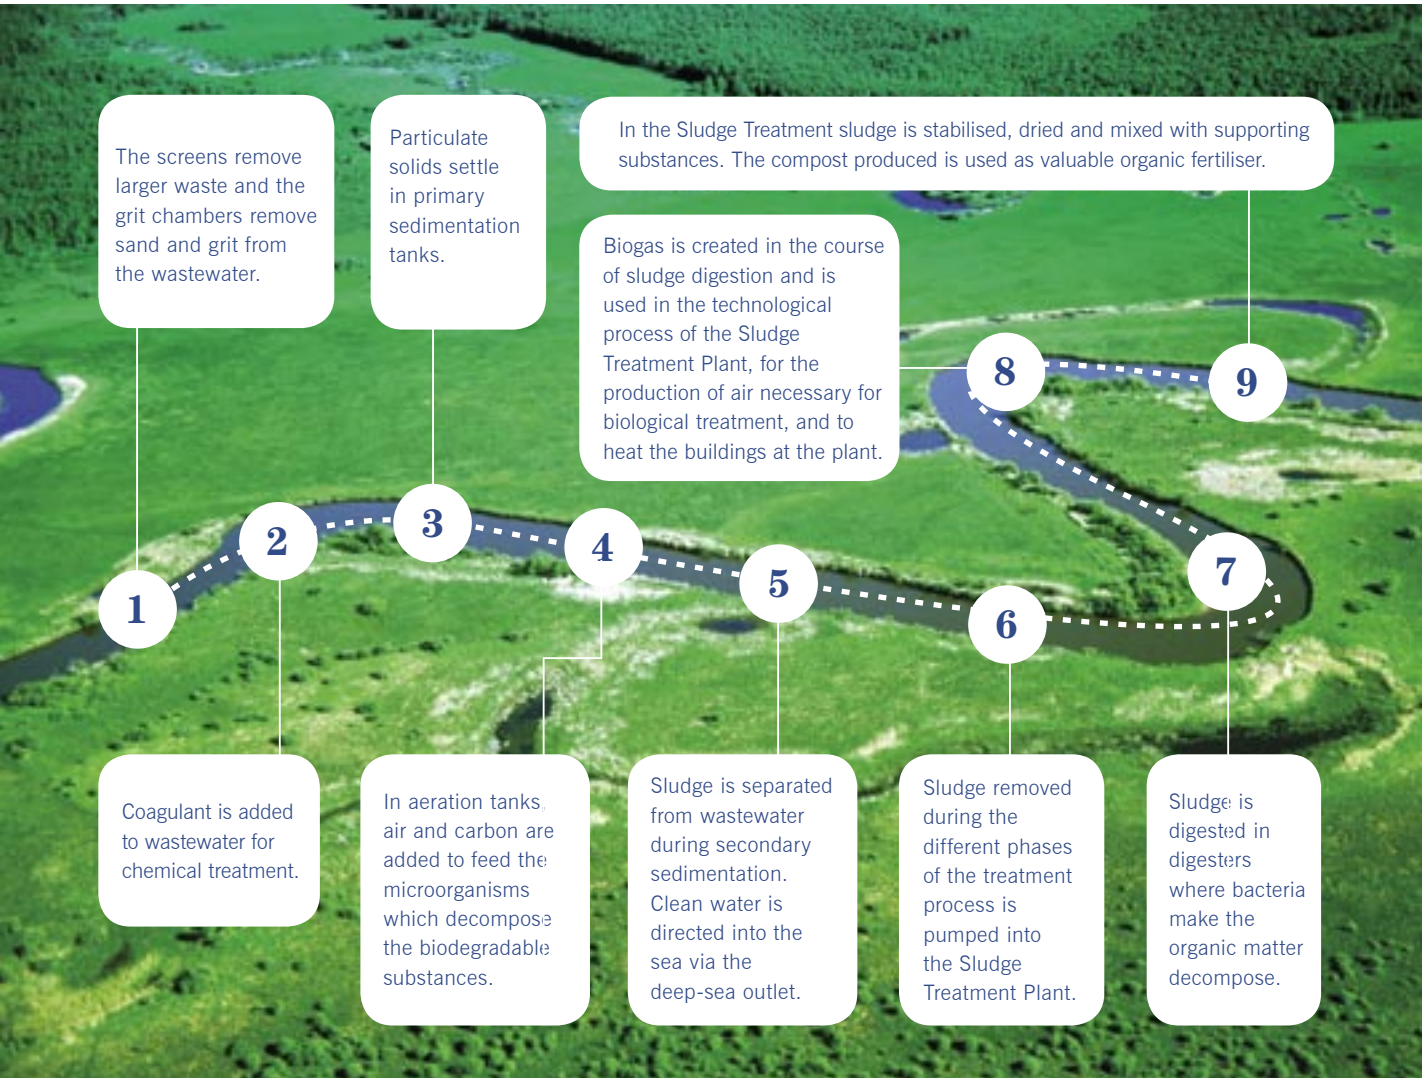 The screens remove
larger waste and the
grit chambers remove
sand and grit from
the wastewater.
Particulate
solids settle
in primary
sedimentation
tanks.
In the Sludge Treatment sludge is stabilised, dried and mixed with supporting
substances. The compost produced is used as valuable organic fertiliser.
Biogas is created in the course
of sludge digestion and is
used in the technological
process of the Sludge
Treatment Plant, for the
production of air necessary for
biological treatment, and to
heat the buildings at the plant.
1
2
3
4
5
6
7
8
9
Coagulant is added
to wastewater for
chemical treatment.
In aeration tanks,
air and carbon are
added to feed the
microorganisms
which decompose
the biodegradable
substances.
Sludge is separated
from wastewater
during secondary
sedimentation.
Clean water is
directed into the
sea via the
deep-sea outlet.
Sludge removed
during the
different phases
of the treatment
process is
pumped into
the Sludge
Treatment Plant.
Sludge is
digested in
digesters
where bacteria
make the
organic matter
decompose.